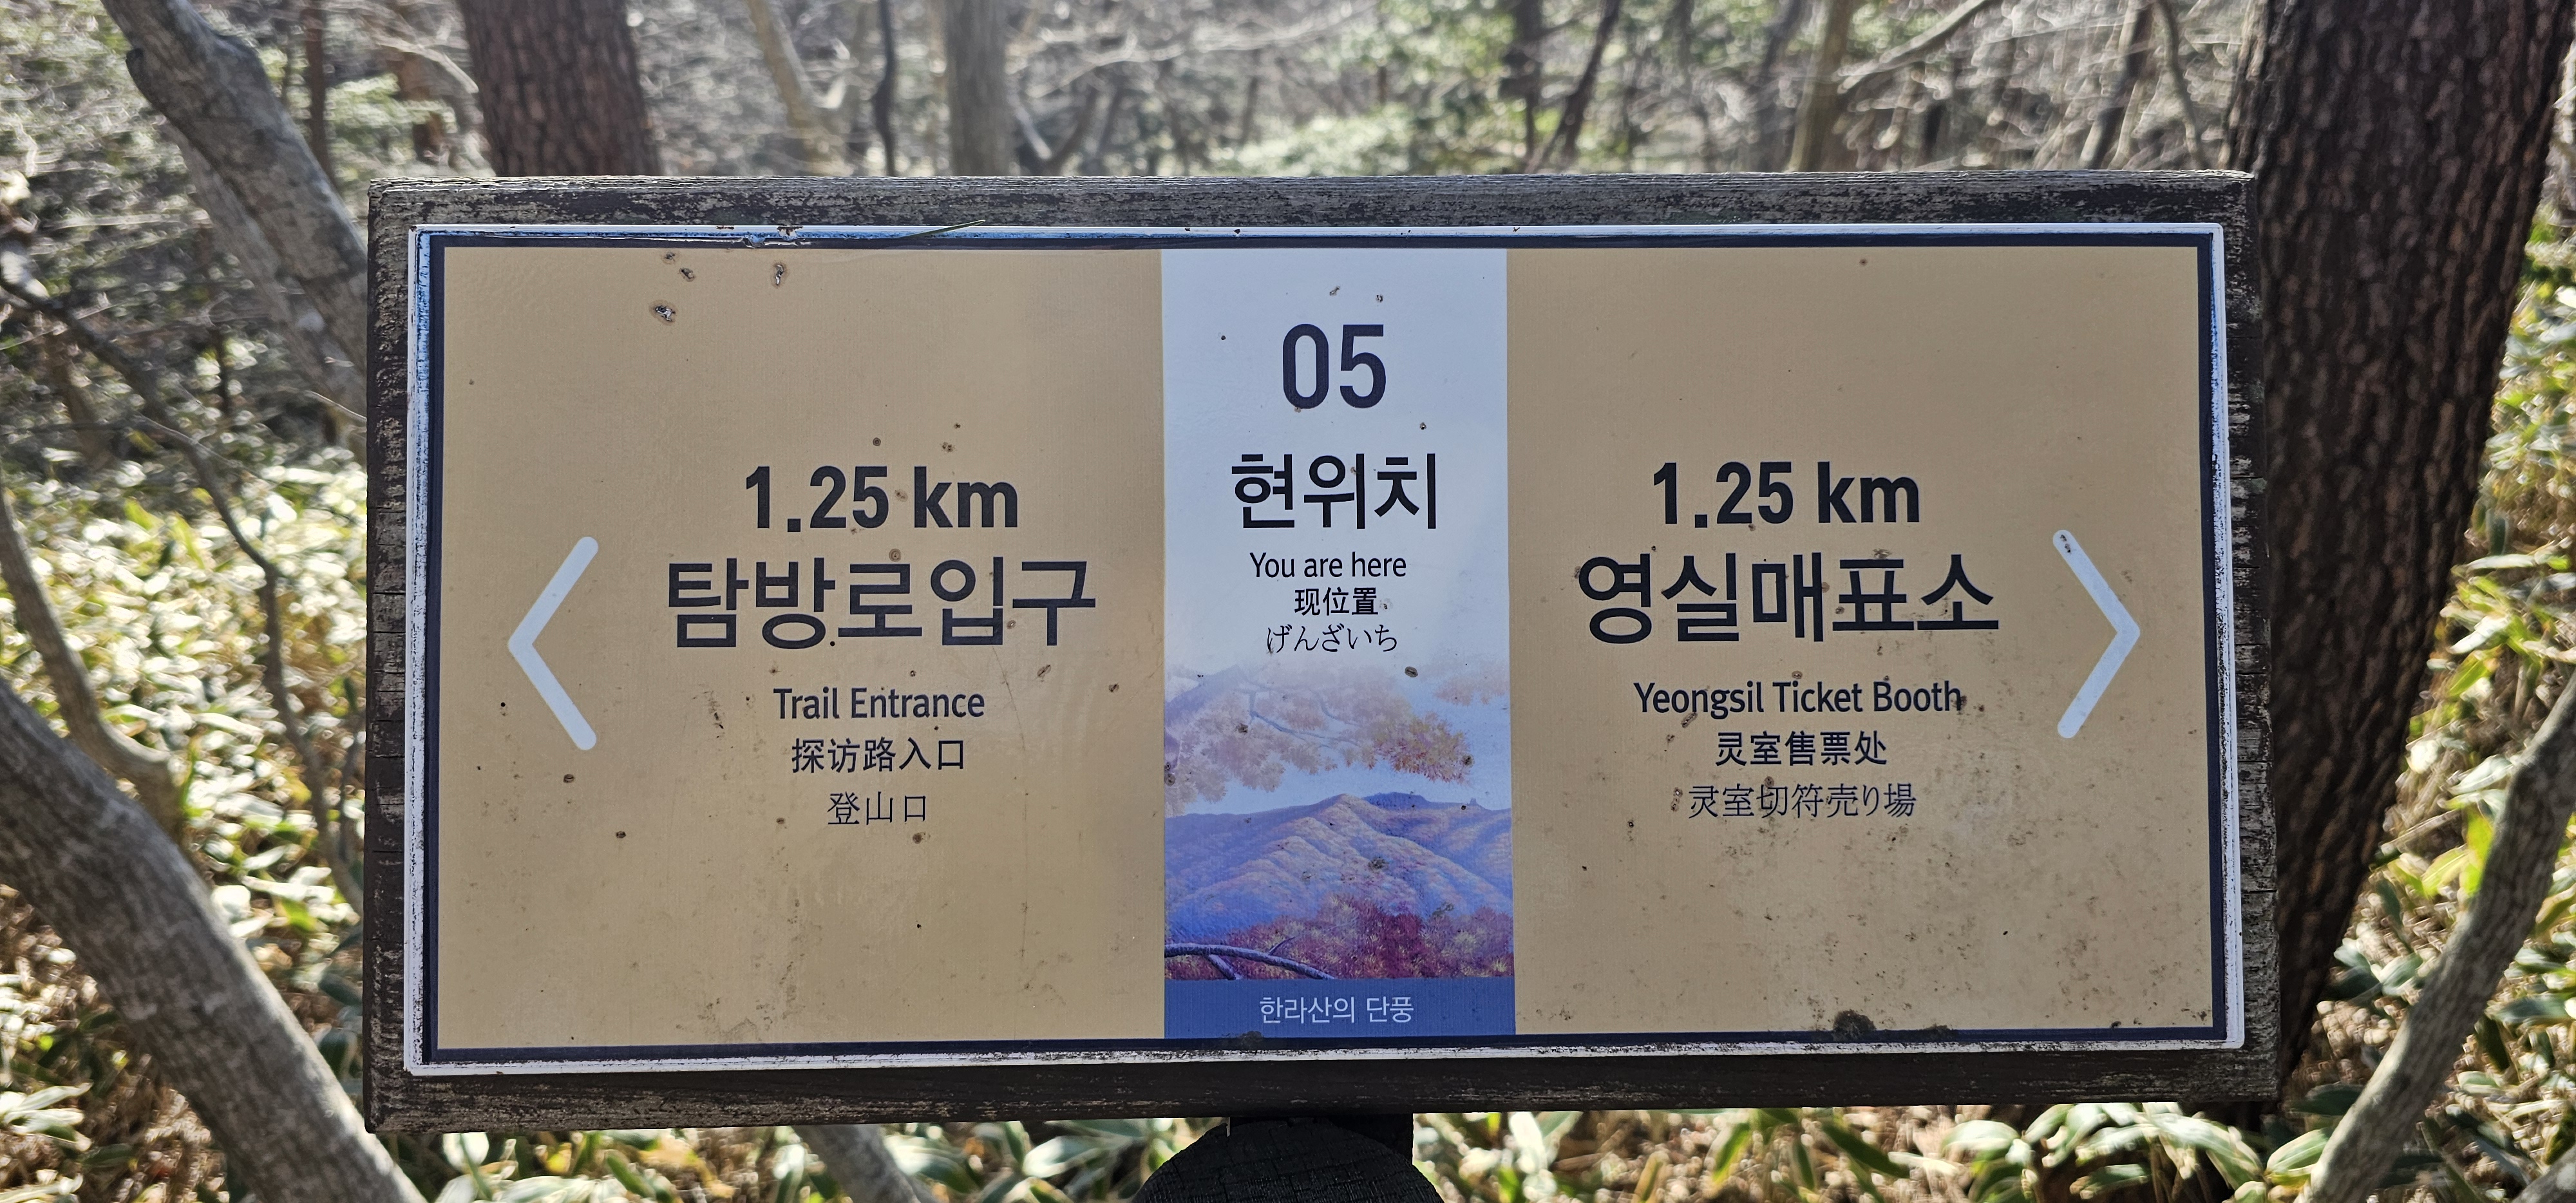 1.25 km
탐방로입구
Trail Entrance
探访路入口
登山口
05
현위치
You are here
现位置
げんざいち
한라산의 단풍
1.25 km
영실매표소
Yeongsil Ticket Booth
灵室售票处
灵室切符売り場